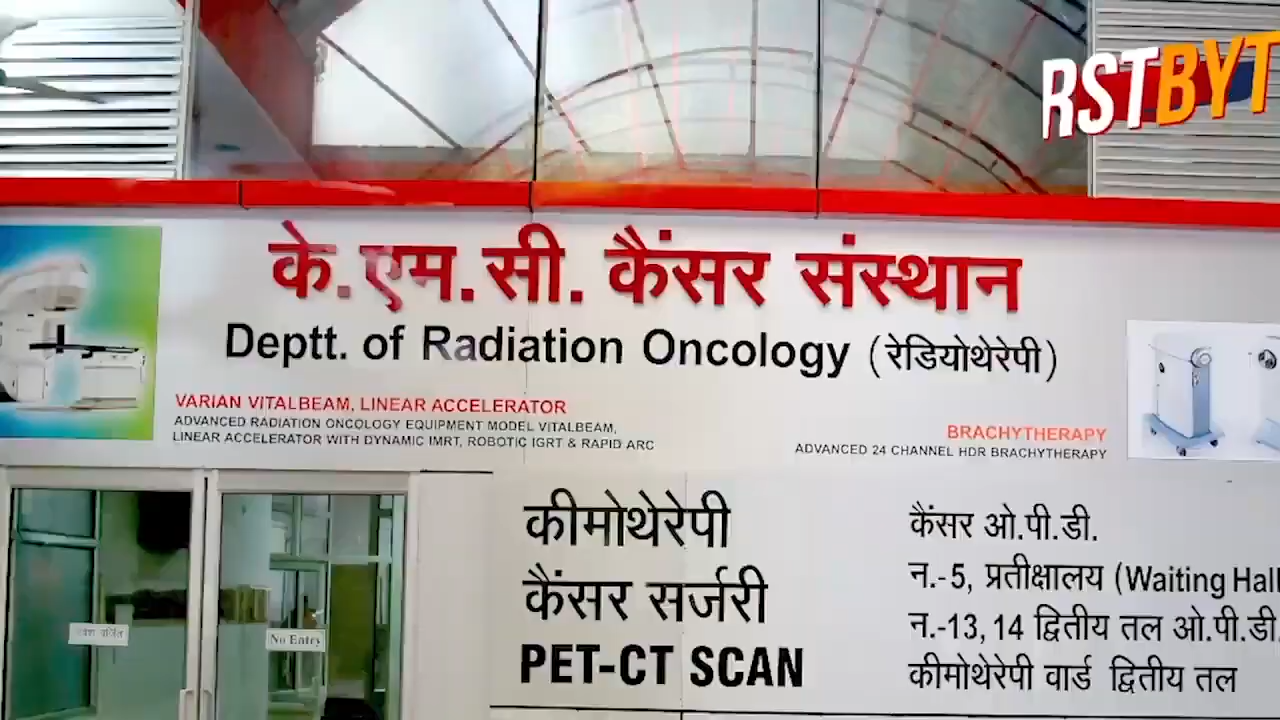 RSTBYT
के.एम.सी. कैंसर संस्थान
Deptt. of Radiation Oncology (रेडियोथेरेपी)
VARIAN VITALBEAM, LINEAR ACCELERATOR
ADVANCED RADIATION ONCOLOGY EQUIPMENT MODEL VITALBEAM,
LINEAR ACCELERATOR WITH DYNAMIC IMRT, ROBOTIC IGRT & RAPID ARC
BRACHYTHERAPY
ADVANCED 24 CHANNEL HDR BRACHYTHERAPY
कीमोथेरेपी
कैंसर सर्जरी
PET-CT SCAN
कैंसर ओ.पी.डी.
न.-5, प्रतीक्षालय (Waiting Hall
न.-13, 14 द्वितीय तल ओ.पी.डी.
कीमोथेरेपी वार्ड द्वितीय तल
No Entry